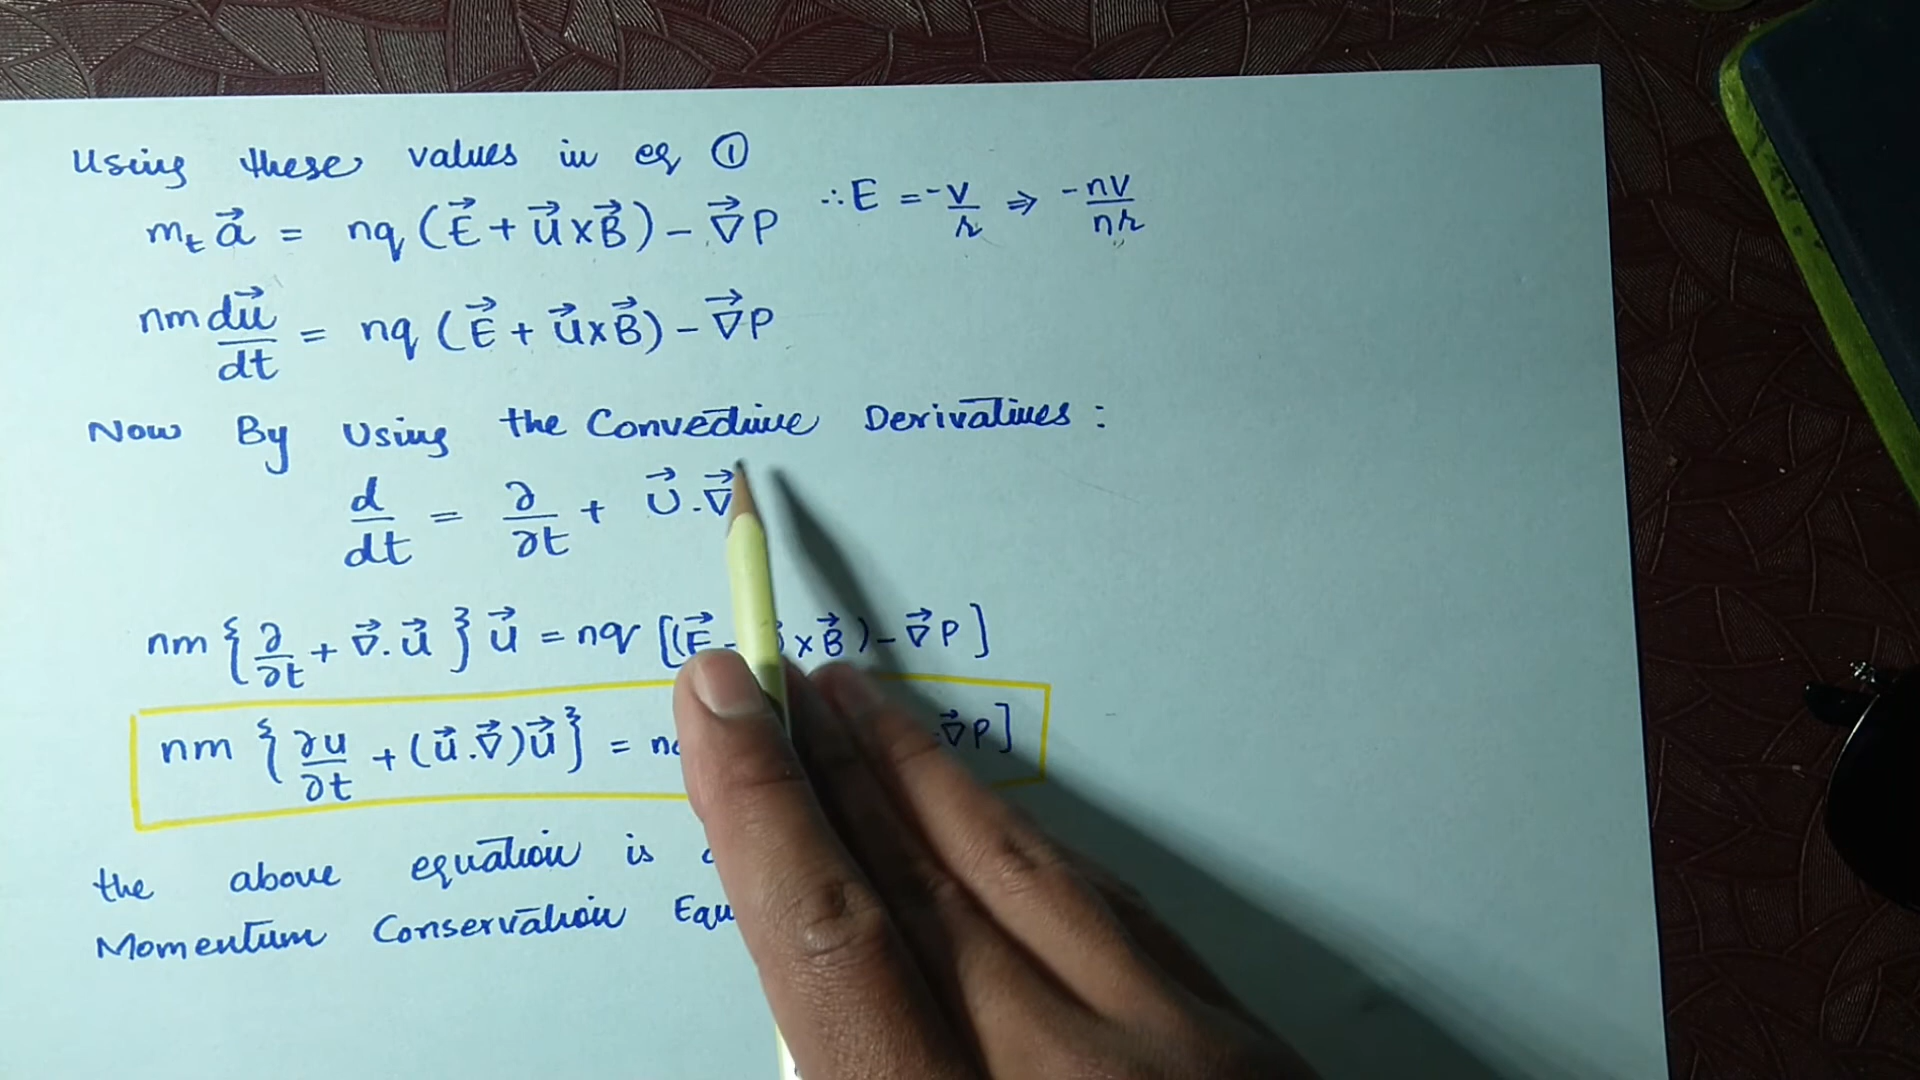 Using these values in eq ①
m_t a⃗ = nq (E⃗ + u⃗ × B⃗) - ∇⃗P ∴ E = -V/r ⇒ -nV/nr
nm du⃗/dt = nq (E⃗ + u⃗ × B⃗) - ∇⃗P
Now By Using the Convective Derivatives:
d/dt = ∂/∂t + u⃗.∇⃗
nm {∂/∂t + ∇⃗.u⃗} u⃗ = nq [(E⃗ × B⃗) - ∇⃗P]
nm {∂u/∂t + (u⃗.∇⃗)u⃗} = ∇⃗P]
the above equation is
Momentum Conservation